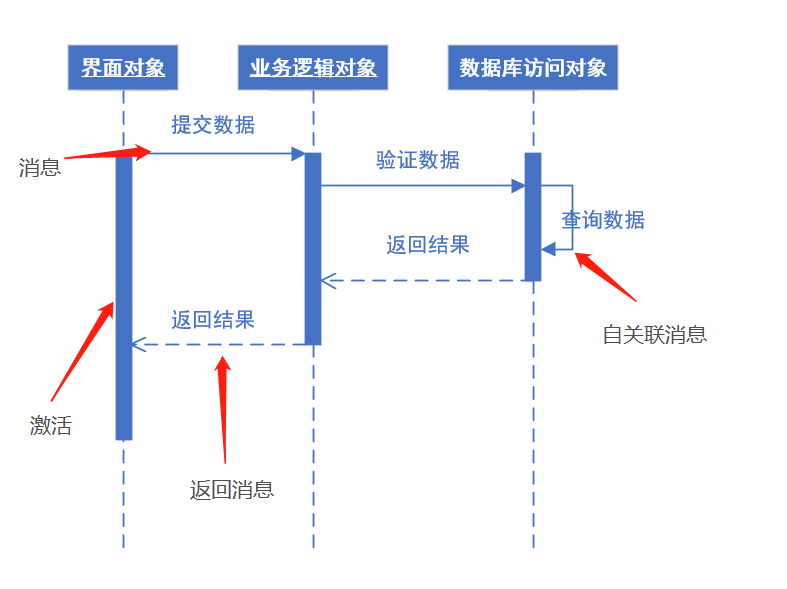 界面对象
业务逻辑对象
数据库访问对象
提交数据
消息
验证数据
查询数据
返回结果
返回结果
自关联消息
激活
返回消息